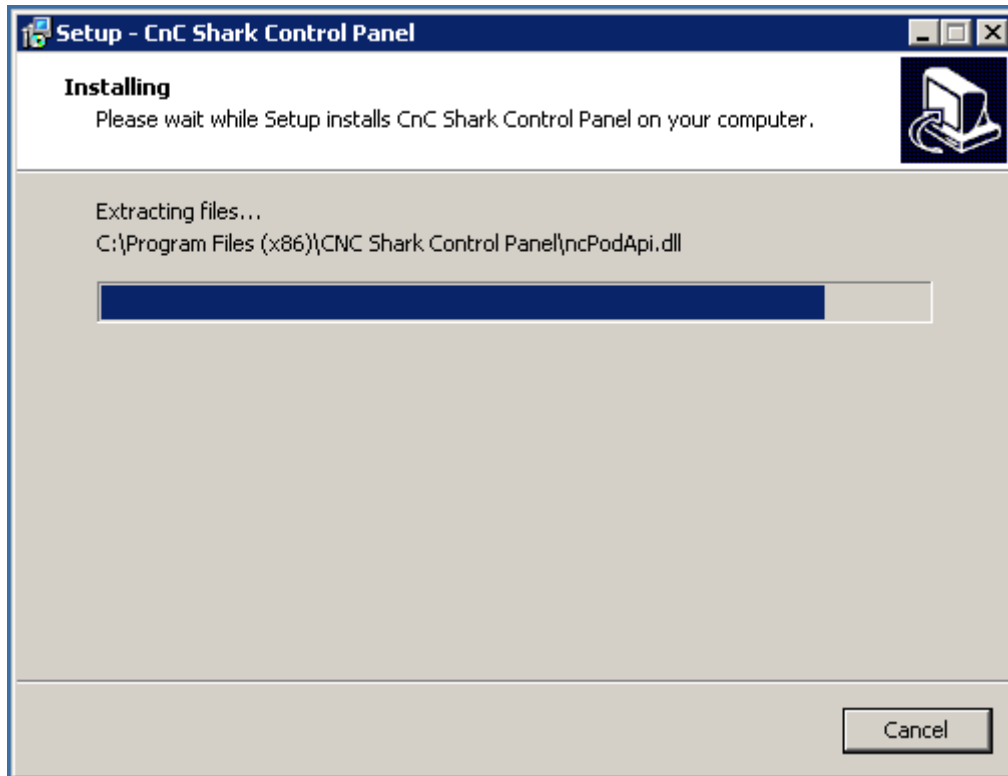 Setup - CnC Shark Control Panel
Installing
Please wait while Setup installs CnC Shark Control Panel on your computer.
Extracting files...
C:\Program Files (x86)\CNC Shark Control Panel\ncPodApi.dll
Cancel